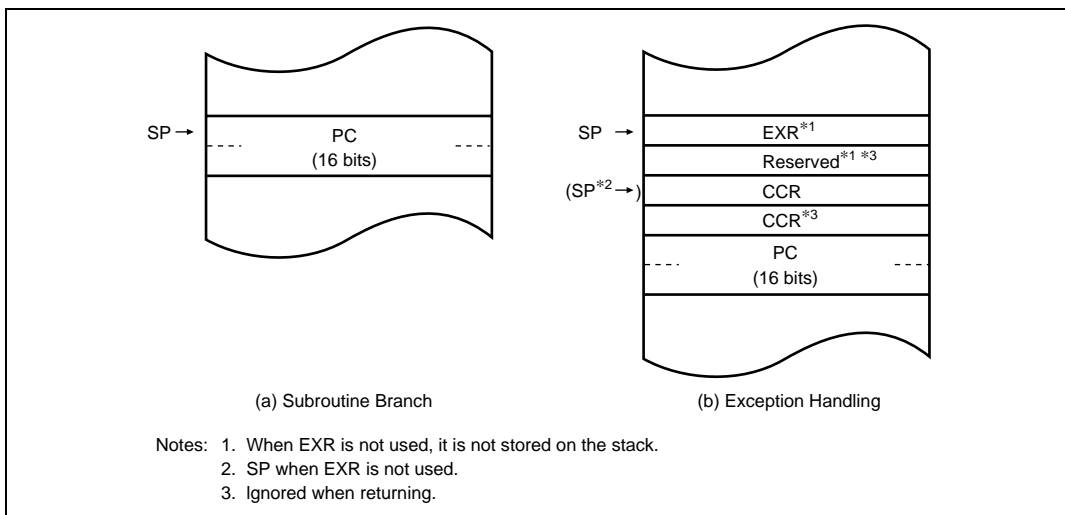 SP →
PC
(16 bits)
(a) Subroutine Branch
SP →
EXR*1
Reserved*1 *3
(SP*2 →)
CCR
CCR*3
PC
(16 bits)
(b) Exception Handling
Notes: 1. When EXR is not used, it is not stored on the stack.
2. SP when EXR is not used.
3. Ignored when returning.